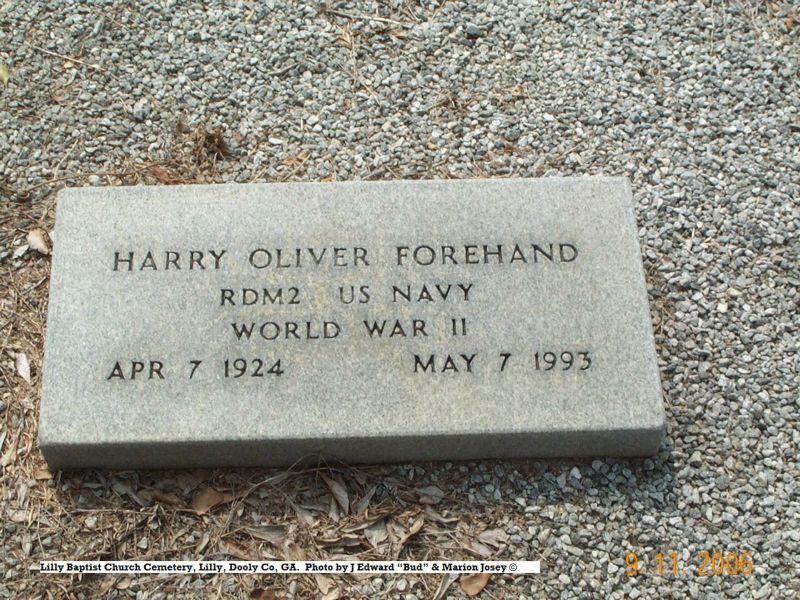 HARRY OLIVER FOREHAND
RDM2 US NAVY
WORLD WAR II
APR 7 1924 MAY 7 1993
Lilly Baptist Church Cemetery, Lilly, Dooly Co, GA. Photo by J Edward “Bud” & Marion Josey ©
9 11 2006